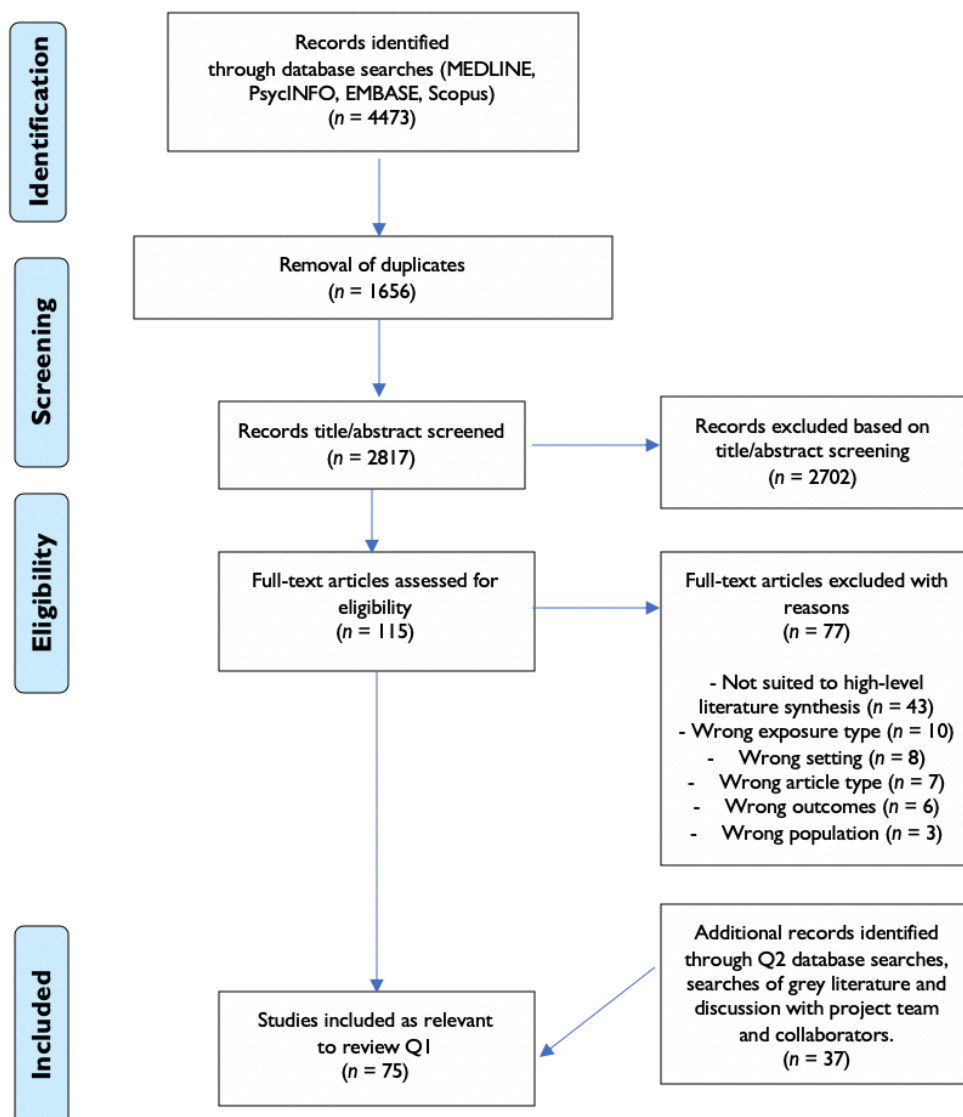 Identification
Records identified
through database searches (MEDLINE,
PsycINFO, EMBASE, Scopus)
(n = 4473)
Screening
Removal of duplicates
(n = 1656)
Records title/abstract screened
(n = 2817)
Records excluded based on
title/abstract screening
(n = 2702)
Eligibility
Full-text articles assessed for
eligibility
(n = 115)
Full-text articles excluded with
reasons
(n = 77)
- Not suited to high-level
literature synthesis (n = 43)
- Wrong exposure type (n = 10)
- Wrong setting (n = 8)
- Wrong article type (n = 7)
- Wrong outcomes (n = 6)
- Wrong population (n = 3)
Included
Studies included as relevant
to review Q1
(n = 75)
Additional records identified
through Q2 database searches,
searches of grey literature and
discussion with project team
and collaborators.
(n = 37)